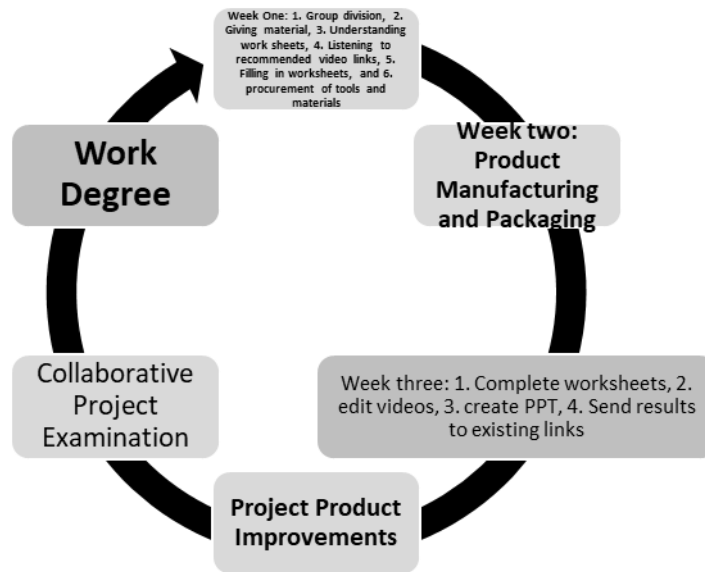 Week One: 1. Group division, 2.
Giving material, 3. Understanding
work sheets, 4. Listening to
recommended video links, 5.
Filling in worksheets, and 6.
procurement of tools and
materials
Week two:
Product
Manufacturing
and Packaging
Week three: 1. Complete worksheets, 2.
edit videos, 3. create PPT, 4. Send results
to existing links
Project Product
Improvements
Collaborative
Project
Examination
Work
Degree